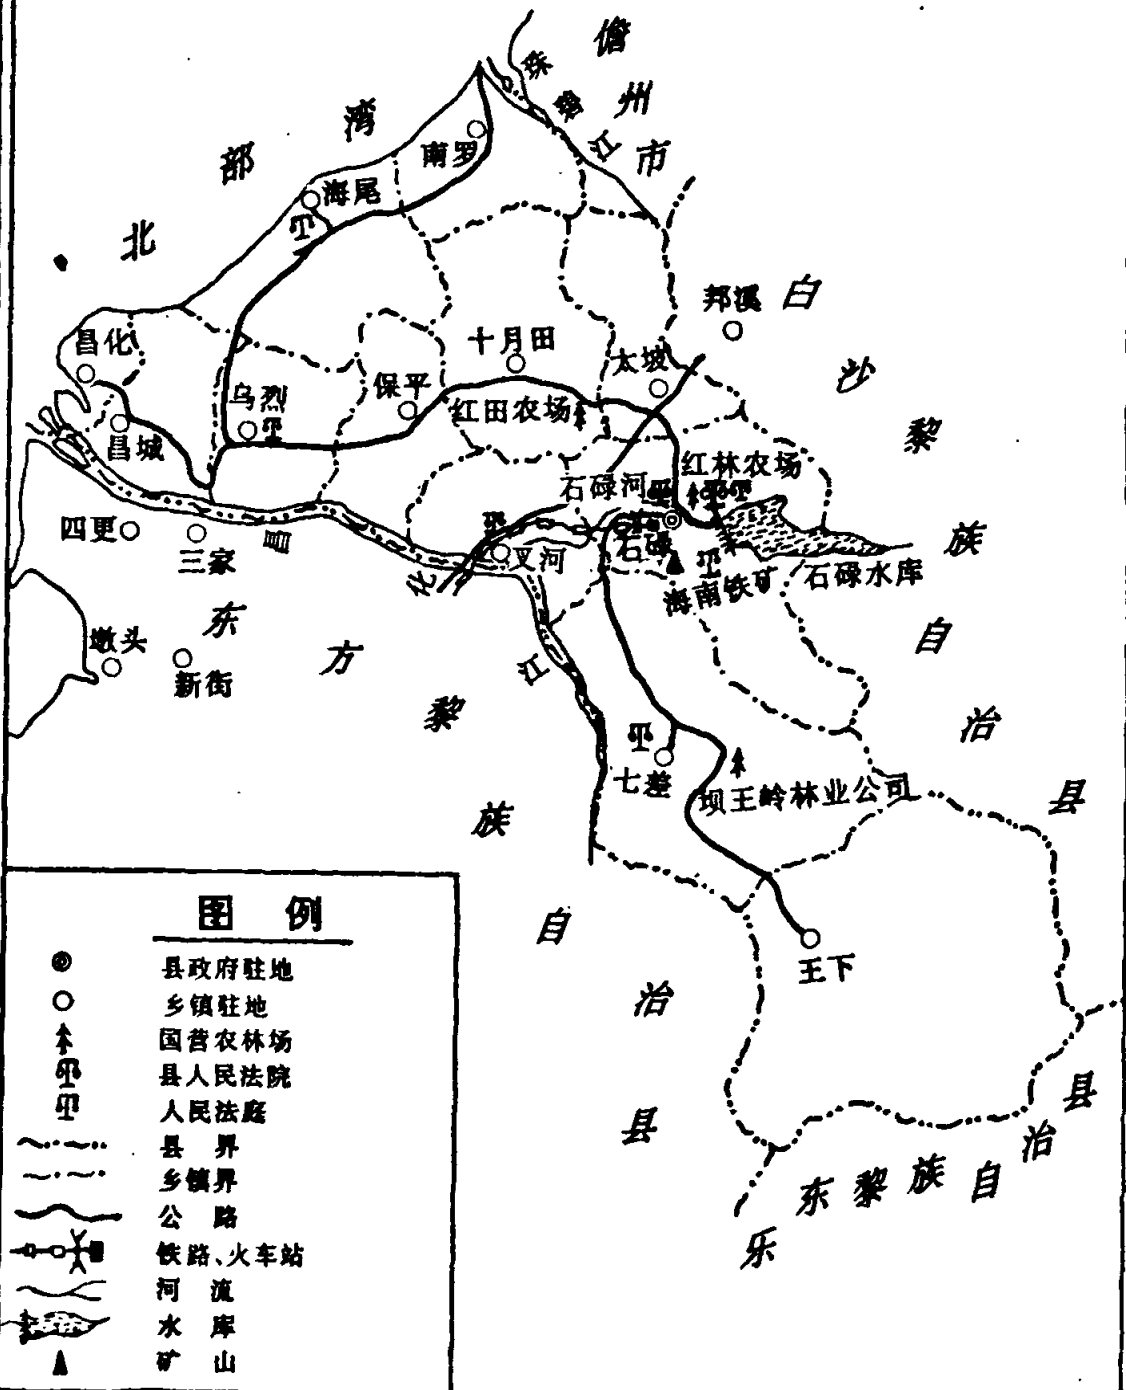 儋州市
珠碧江
北部湾
南罗
海尾
白沙黎族自治县
邦溪
昌化
十月田
太坡
乌烈
保平
红田农场
昌城
红林农场
石碌河
四更
三家
昌化江
叉河
石碌
海南铁矿
石碌水库
东方黎族自治县
墩头
新街
七差
坝王岭林业公司
王下
乐东黎族自治县
图例
县政府驻地
乡镇驻地
国营农林场
县人民法院
人民法庭
县界
乡镇界
公路
铁路、火车站
河流
水库
矿山